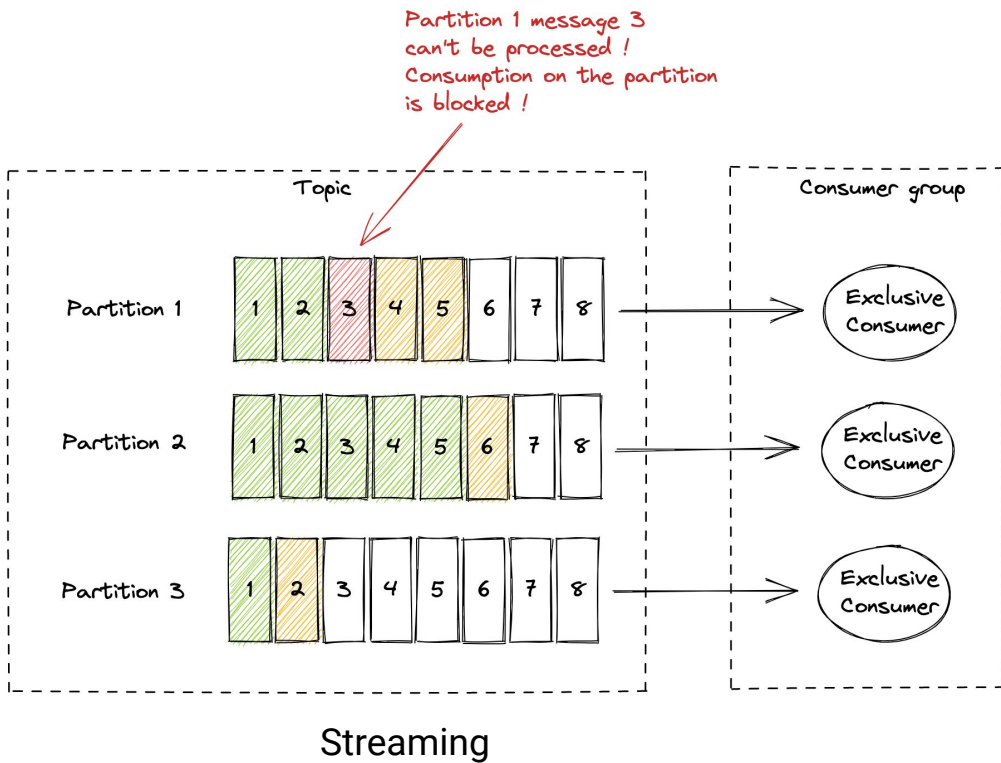 Partition 1 message 3
can't be processed !
Consumption on the partition
is blocked !
Topic
Consumer group
Partition 1
1 2 3 4 5 6 7 8
Exclusive
Consumer
Partition 2
1 2 3 4 5 6 7 8
Exclusive
Consumer
Partition 3
1 2 3 4 5 6 7 8
Exclusive
Consumer
Streaming